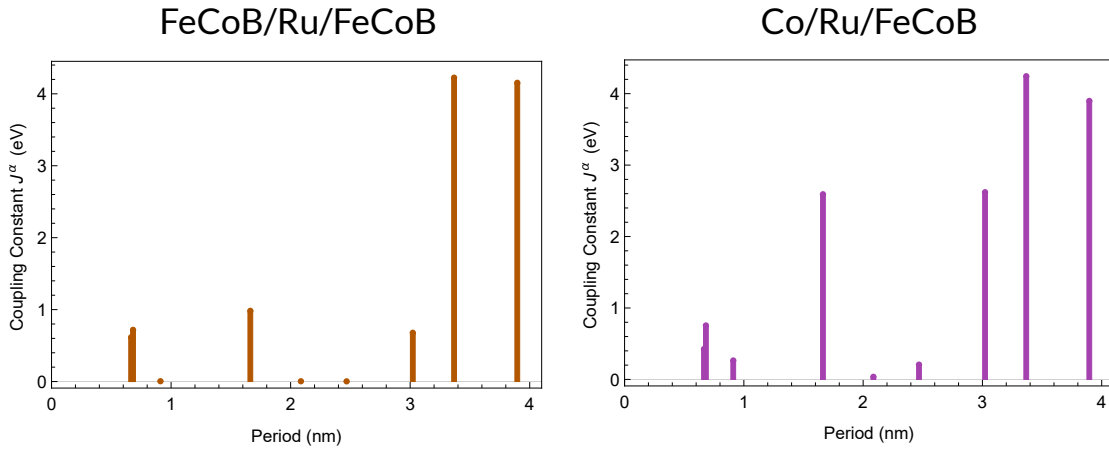 FeCoB/Ru/FeCoB
Coupling Constant J^α (eV)
4
3
2
1
0
0 1 2 3 4
Period (nm)
Co/Ru/FeCoB
Coupling Constant J^α (eV)
4
3
2
1
0
0 1 2 3 4
Period (nm)